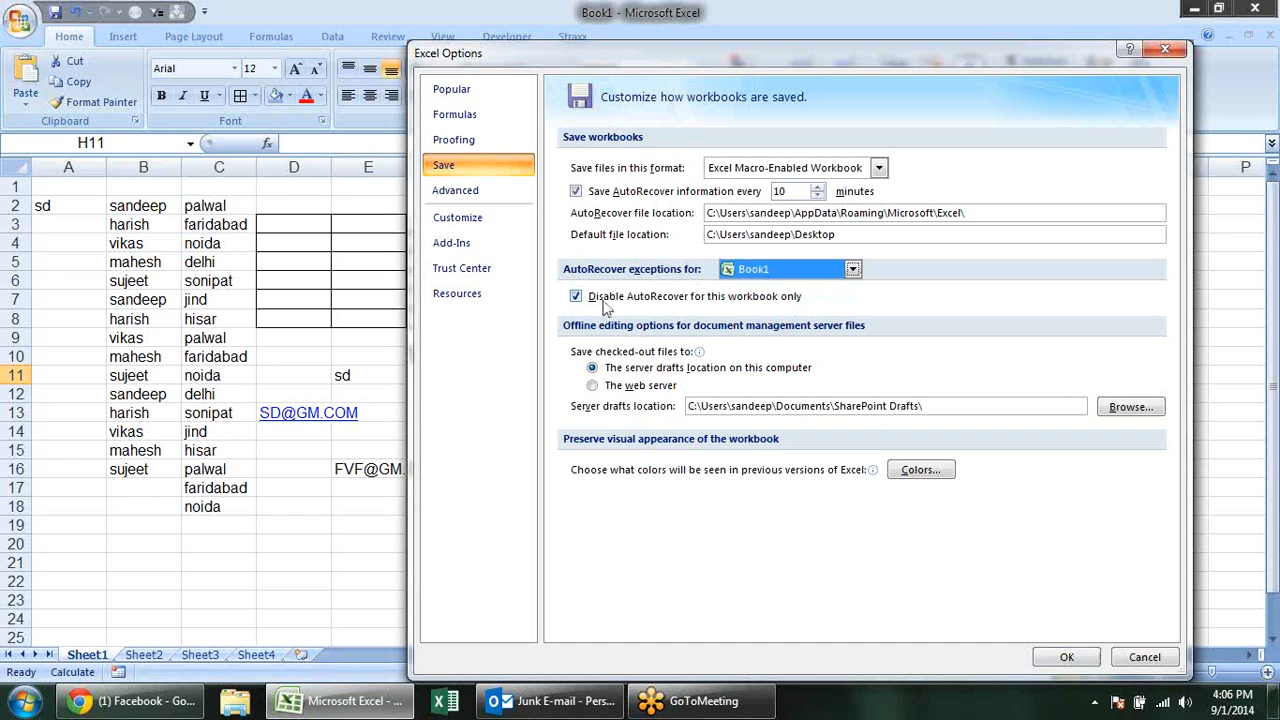 Book1 - Microsoft Excel
Home Insert Page Layout Formulas Data Review View Developer Straxx
Paste
Cut
Copy
Format Painter
Clipboard
Arial 12
B I U
Font
H11
fx
Excel Options
Popular
Formulas
Proofing
Save
Advanced
Customize
Add-Ins
Trust Center
Resources
Customize how workbooks are saved.
Save workbooks
Save files in this format: Excel Macro-Enabled Workbook
Save AutoRecover information every 10 minutes
AutoRecover file location: C:\Users\sandeep\AppData\Roaming\Microsoft\Excel\
Default file location: C:\Users\sandeep\Desktop
AutoRecover exceptions for: Book1
Disable AutoRecover for this workbook only
Offline editing options for document management server files
Save checked-out files to:
The server drafts location on this computer
The web server
Server drafts location: C:\Users\sandeep\Documents\SharePoint Drafts\ Browse...
Preserve visual appearance of the workbook
Choose what colors will be seen in previous versions of Excel: Colors...
OK Cancel
A B C D E P
1
2 sd sandeep palwal
3 harish faridabad
4 vikas noida
5 mahesh delhi
6 sujeet sonipat
7 sandeep jind
8 harish hisar
9 vikas palwal
10 mahesh faridabad
11 sujeet noida sd
12 sandeep delhi
13 harish sonipat SD@GM.COM
14 vikas jind
15 mahesh hisar
16 sujeet palwal FVF@GM.
17 faridabad
18 noida
19
20
21
22
23
24
25
Sheet1 Sheet2 Sheet3 Sheet4
Ready Calculate
(1) Facebook - Go...
Microsoft Excel - ...
Junk E-mail - Pers...
GoToMeeting
4:06 PM
9/1/2014